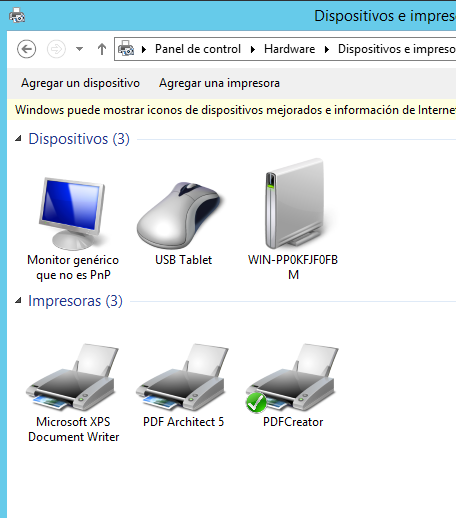 Dispositivos e impres
Panel de control Hardware Dispositivos e impreso
Agregar un dispositivo Agregar una impresora
Windows puede mostrar iconos de dispositivos mejorados e información de Internet
Dispositivos (3)
Monitor genérico
que no es PnP
USB Tablet
WIN-PP0KFJF0FB
M
Impresoras (3)
Microsoft XPS
Document Writer
PDF Architect 5
PDFCreator